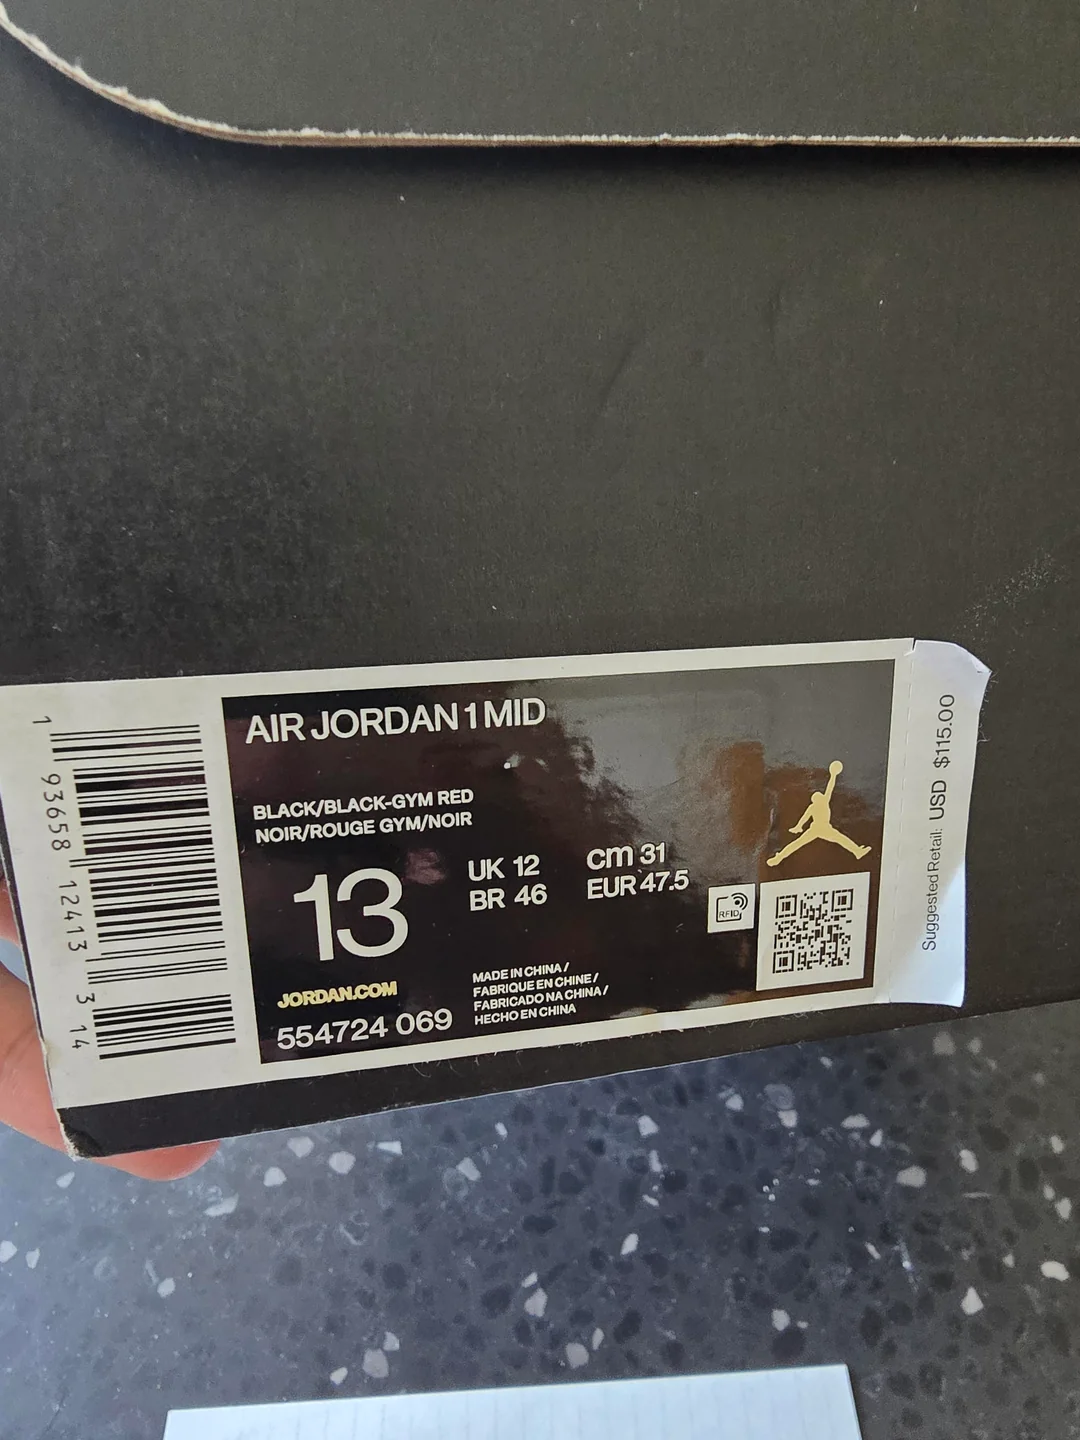 AIR JORDAN 1 MID
BLACK/BLACK-GYM RED
NOIR/ROUGE GYM/NOIR
13
UK 12
BR 46
cm 31
EUR 47.5
RFID
JORDAN.COM
554724 069
MADE IN CHINA /
FABRIQUE EN CHINE /
FABRICADO NA CHINA /
HECHO EN CHINA
1 93658 12413 3 14
Suggested Retail: USD $115.00